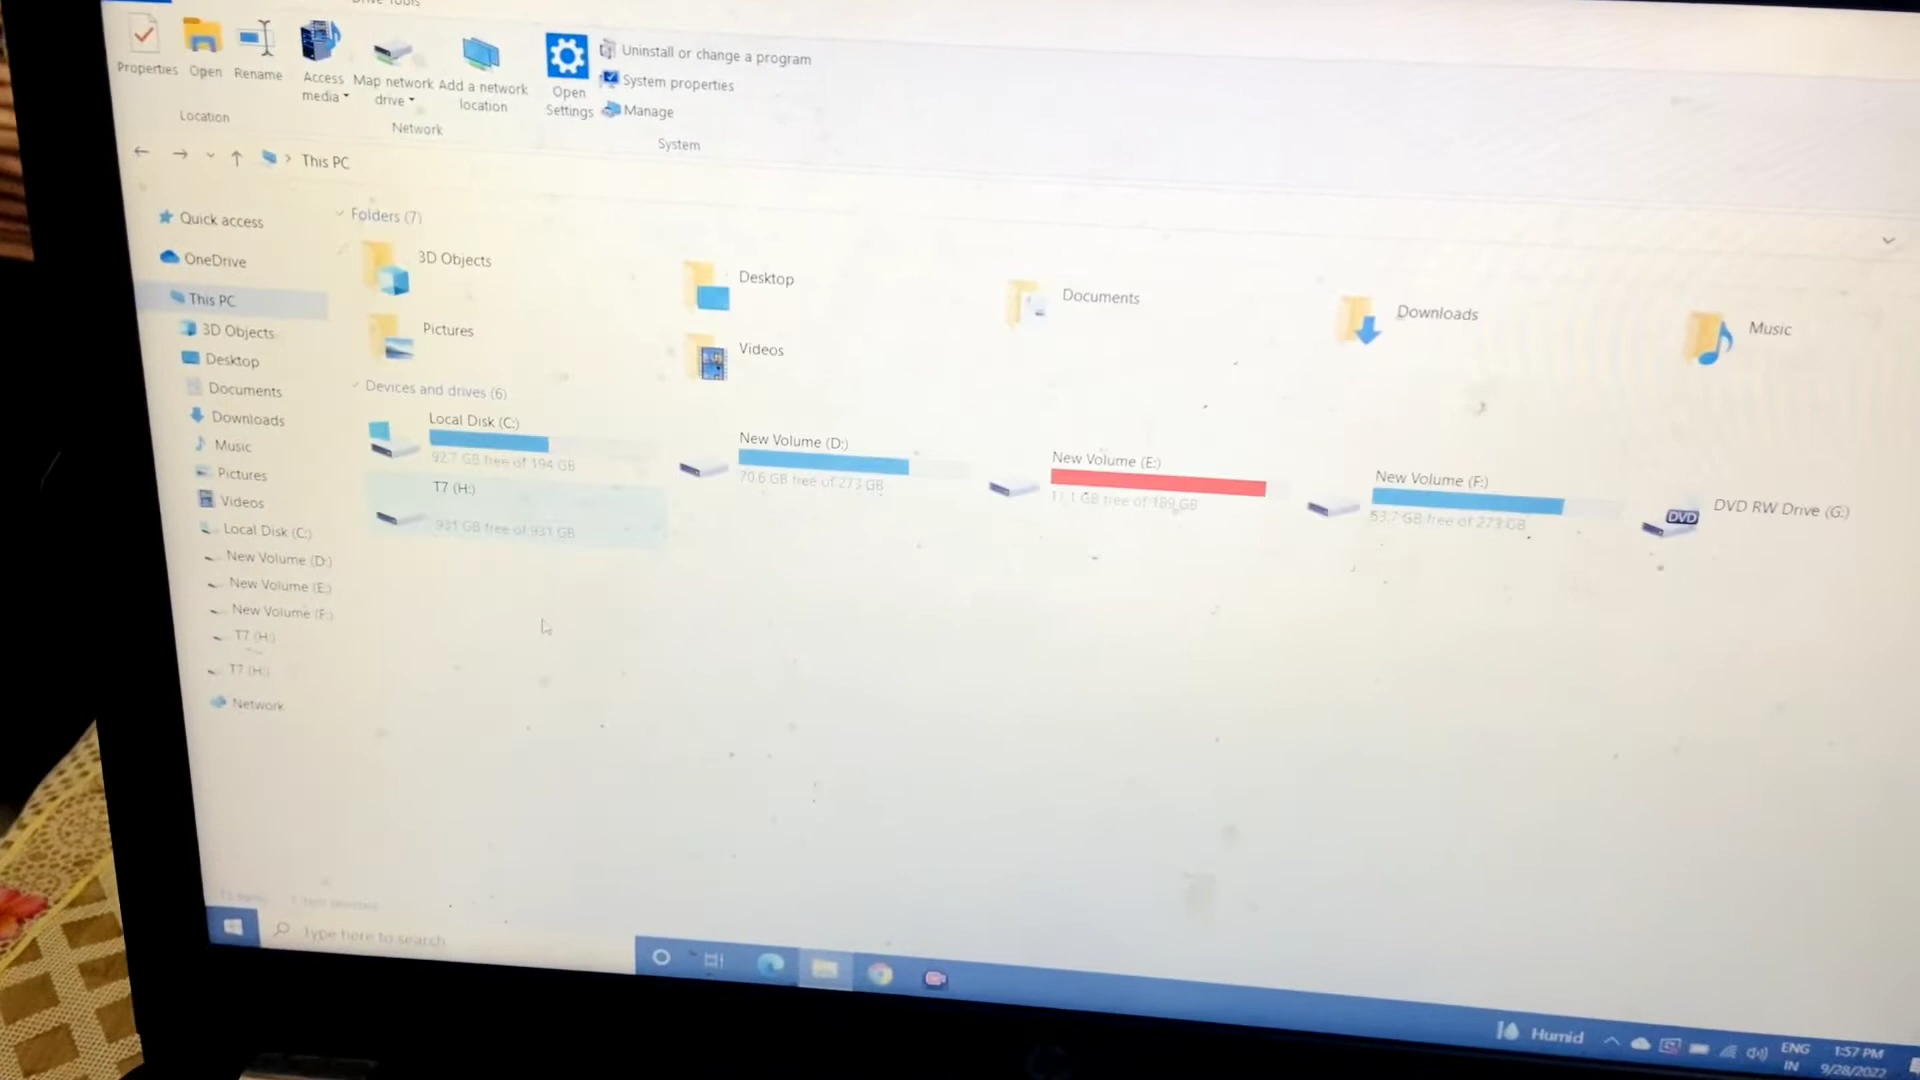 Drive Tools
Properties
Open
Rename
Location
Access media
Map network drive
Add a network location
Network
Open Settings
Uninstall or change a program
System properties
Manage
System
This PC
Quick access
OneDrive
This PC
3D Objects
Desktop
Documents
Downloads
Music
Pictures
Videos
Local Disk (C:)
New Volume (D:)
New Volume (E:)
New Volume (F:)
T7 (H:)
T7 (H:)
Network
Folders (7)
3D Objects
Desktop
Documents
Downloads
Music
Pictures
Videos
Devices and drives (6)
Local Disk (C:)
92.7 GB free of 194 GB
New Volume (D:)
70.6 GB free of 273 GB
New Volume (E:)
11.1 GB free of 189 GB
New Volume (F:)
53.7 GB free of 273 GB
DVD RW Drive (G:)
DVD
T7 (H:)
931 GB free of 931 GB
Type here to search
Humid
ENG
IN
1:57 PM
9/28/2022